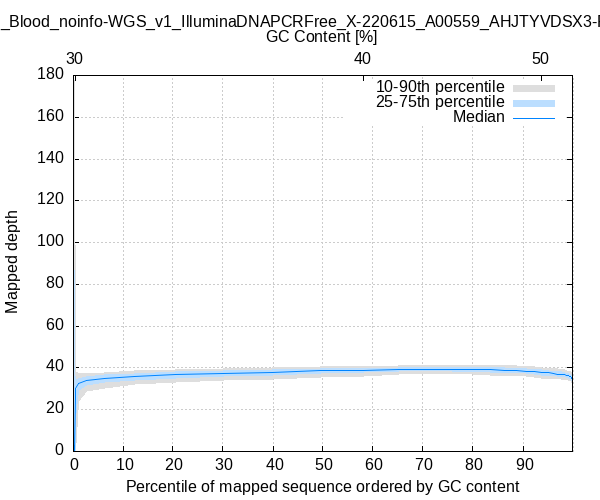 _Blood_noinfo-WGS_v1_IlluminaDNAPCRFree_X-220615_A00559_AHJTYVDSX3-
GC Content [%]
30 40 50
180
160
140
120
100
80
60
40
20
0
Mapped depth
10-90th percentile
25-75th percentile
Median
0 10 20 30 40 50 60 70 80 90
Percentile of mapped sequence ordered by GC content